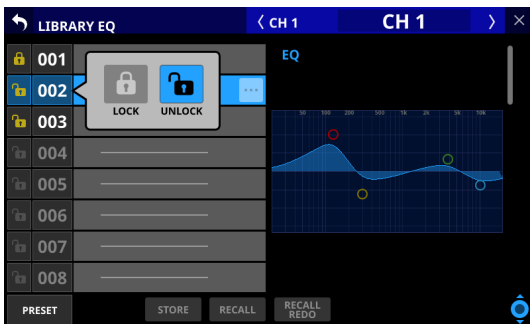 LIBRARY EQ
CH 1
CH 1
001
002
003
004
005
006
007
008
LOCK
UNLOCK
EQ
50 100 200 500 1k 2k 5k 10k
PRESET
STORE
RECALL
RECALL
REDO